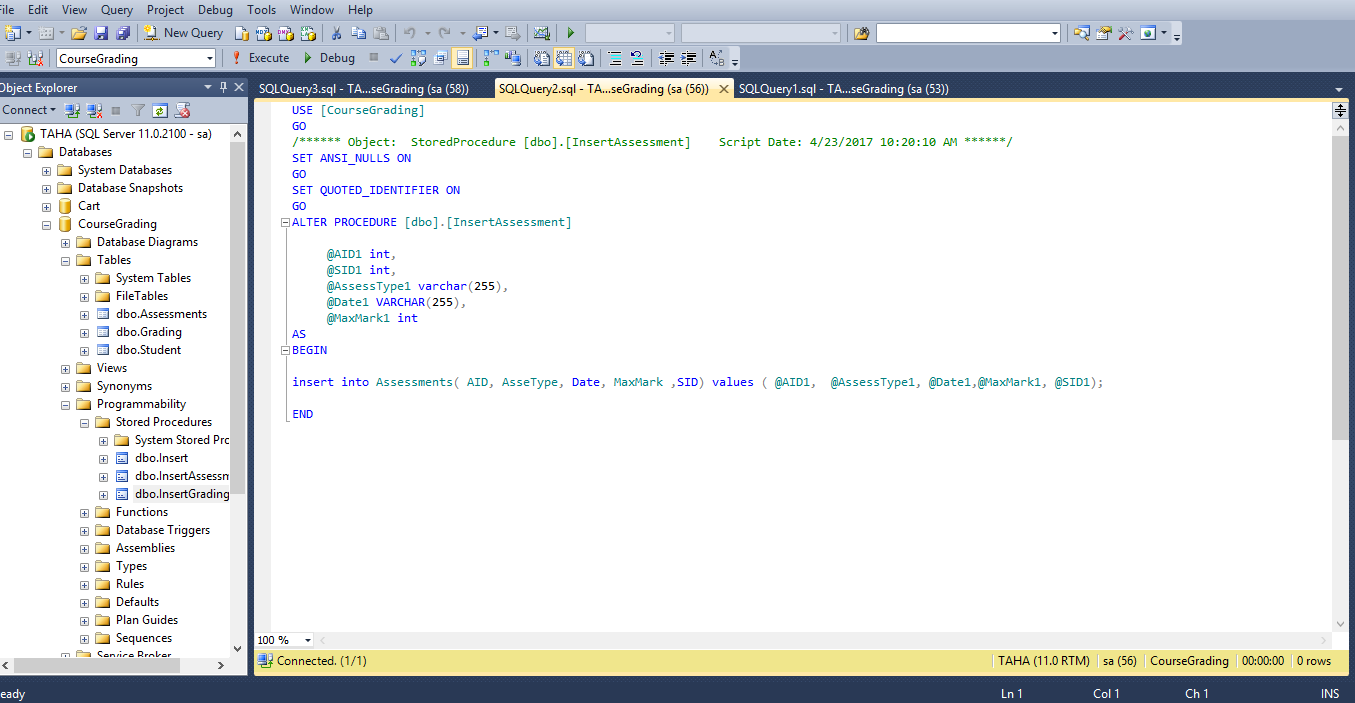 File Edit View Query Project Debug Tools Window Help
New Query
CourseGrading Execute Debug
Object Explorer
Connect
TAHA (SQL Server 11.0.2100 - sa)
Databases
System Databases
Database Snapshots
Cart
CourseGrading
Database Diagrams
Tables
System Tables
FileTables
dbo.Assessments
dbo.Grading
dbo.Student
Views
Synonyms
Programmability
Stored Procedures
System Stored Pro
dbo.Insert
dbo.InsertAssessm
dbo.InsertGrading
Functions
Database Triggers
Assemblies
Types
Rules
Defaults
Plan Guides
Sequences
Service Broker
SQLQuery3.sql - TA...seGrading (sa (58)) SQLQuery2.sql - TA...seGrading (sa (56)) SQLQuery1.sql - TA...seGrading (sa (53))
USE [CourseGrading]
GO
/****** Object:  StoredProcedure [dbo].[InsertAssessment]    Script Date: 4/23/2017 10:20:10 AM ******/
SET ANSI_NULLS ON
GO
SET QUOTED_IDENTIFIER ON
GO
ALTER PROCEDURE [dbo].[InsertAssessment]
@AID1 int,
@SID1 int,
@AssessType1 varchar(255),
@Date1 VARCHAR(255),
@MaxMark1 int
AS
BEGIN
insert into Assessments( AID, AsseType, Date, MaxMark ,SID) values ( @AID1,  @AssessType1, @Date1,@MaxMark1, @SID1);
END
100 %
Connected. (1/1) TAHA (11.0 RTM) sa (56) CourseGrading 00:00:00 0 rows
eady Ln 1 Col 1 Ch 1 INS